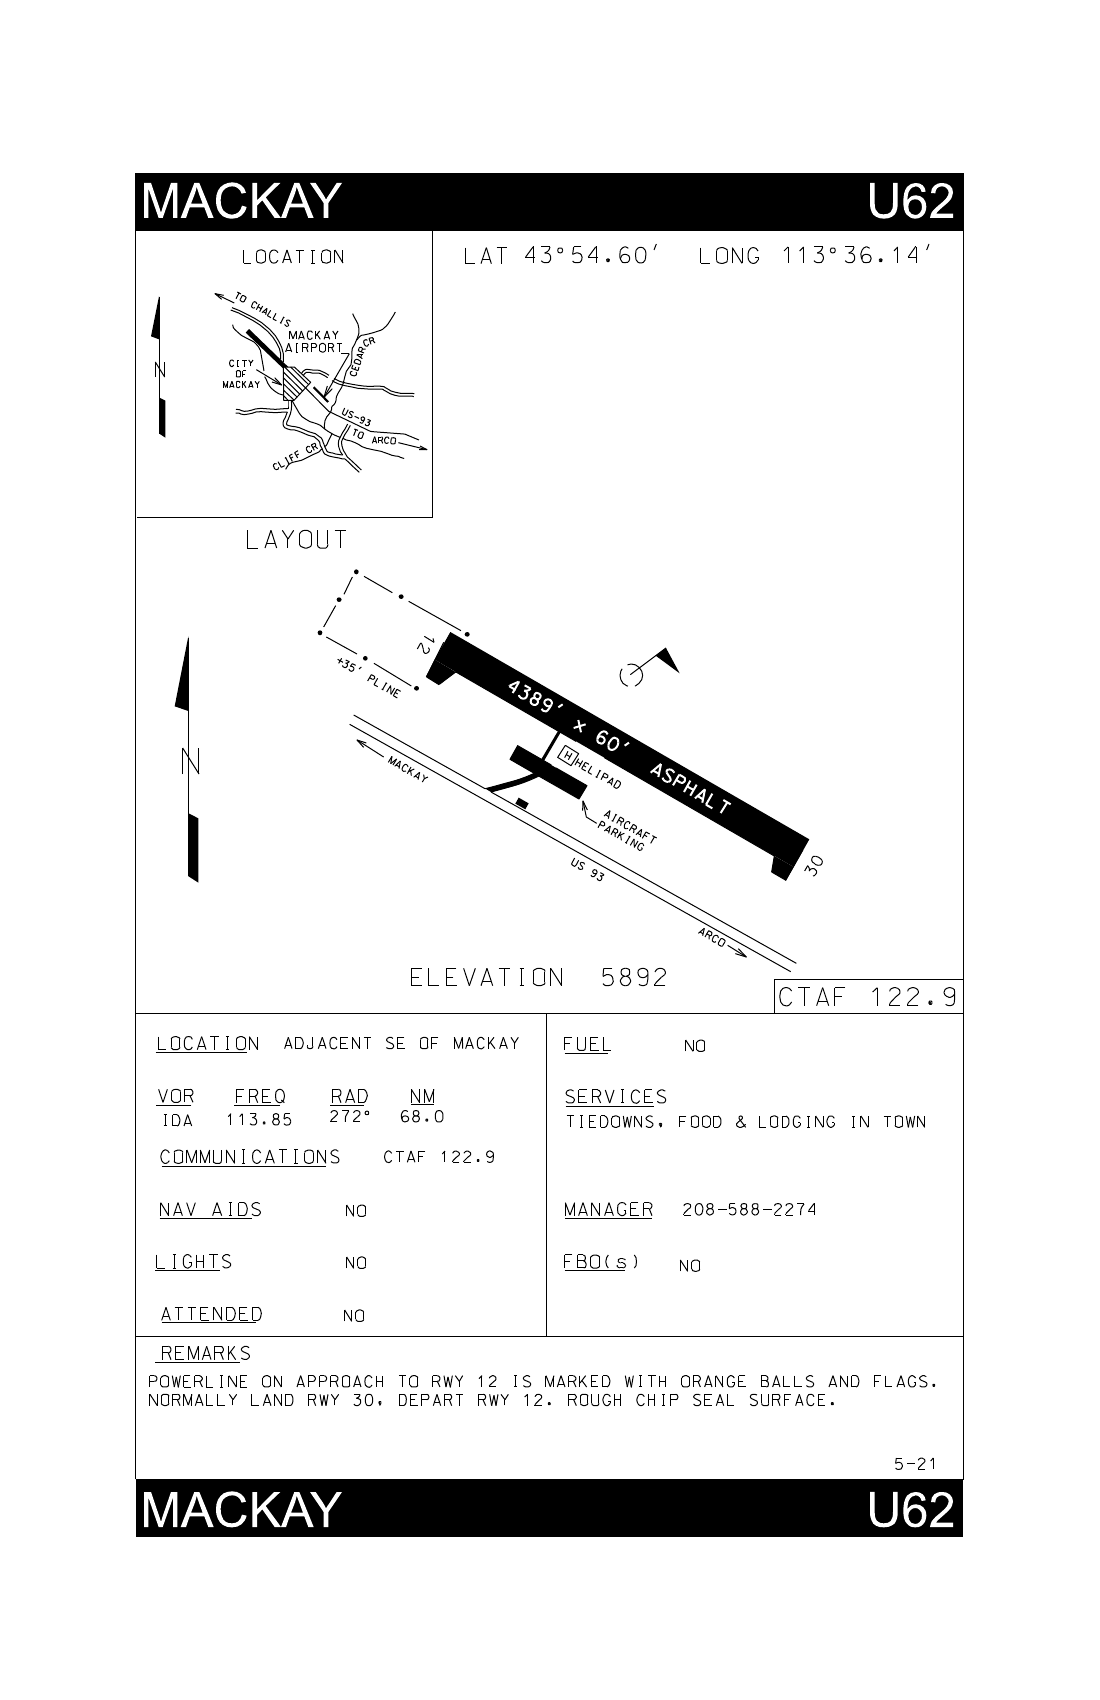 MACKAY U62
LOCATION
LAT 43°54.60′ LONG 113°36.14′
TO CHALLIS
MACKAY
AIRPORT
CEDAR CR
CITY
OF
MACKAY
N
US-93
TO ARCO
CLIFF CR
LAYOUT
12
+35′ PLINE
4389′ x 60′ ASPHALT
N
MACKAY
H HELIPAD
AIRCRAFT
PARKING
30
US 93
ARCO
ELEVATION 5892
CTAF 122.9
LOCATION ADJACENT SE OF MACKAY
VOR FREQ RAD NM
IDA 113.85 272° 68.0
COMMUNICATIONS CTAF 122.9
NAV AIDS NO
LIGHTS NO
ATTENDED NO
FUEL NO
SERVICES
TIEDOWNS, FOOD & LODGING IN TOWN
MANAGER 208-588-2274
FBO(s) NO
REMARKS
POWERLINE ON APPROACH TO RWY 12 IS MARKED WITH ORANGE BALLS AND FLAGS.
NORMALLY LAND RWY 30, DEPART RWY 12. ROUGH CHIP SEAL SURFACE.
5-21
MACKAY U62